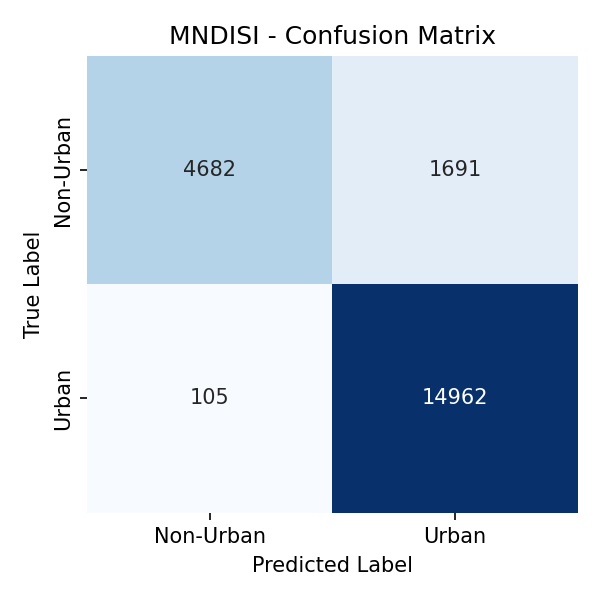 MNDISI - Confusion Matrix
True Label
Non-Urban
4682
1691
Urban
105
14962
Non-Urban
Urban
Predicted Label